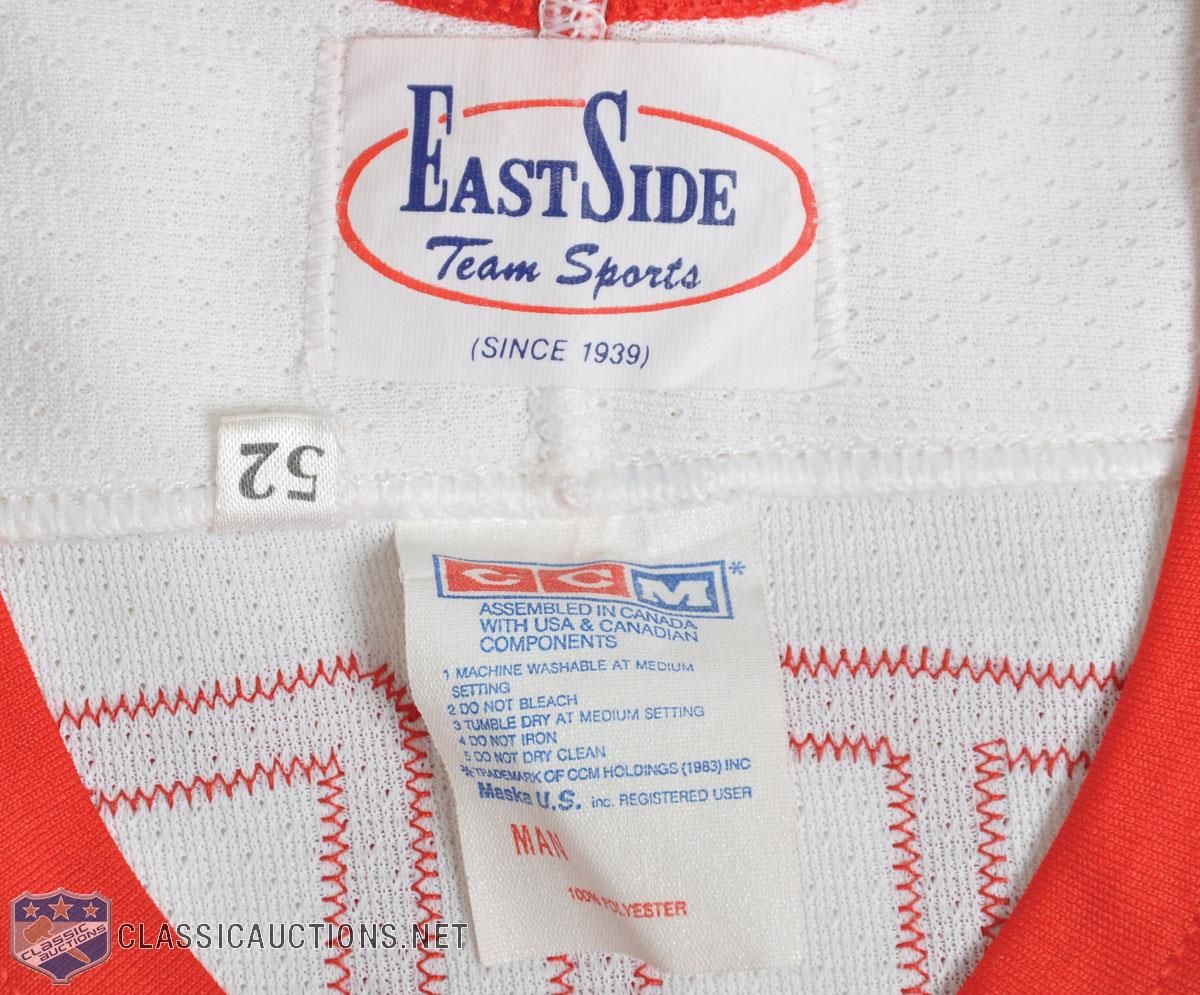 EASTSIDE
Team Sports
(SINCE 1939)
52
CCM*
ASSEMBLED IN CANADA
WITH USA & CANADIAN
COMPONENTS
1 MACHINE WASHABLE AT MEDIUM
SETTING
2 DO NOT BLEACH
3 TUMBLE DRY AT MEDIUM SETTING
4 DO NOT IRON
5 DO NOT DRY CLEAN
* TRADEMARK OF CCM HOLDINGS (1983) INC
Maska U.S. inc. REGISTERED USER
MAN
100% POLYESTER
CLASSIC
AUCTIONS
CLASSICAUCTIONS.NET